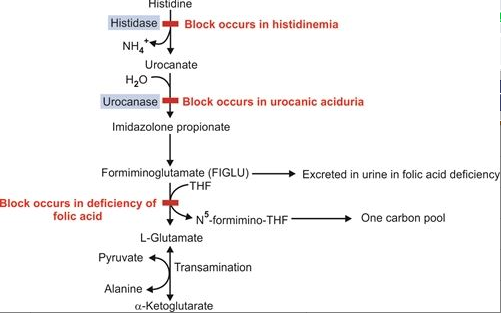 Histidine
Histidase
Block occurs in histidinemia
NH4+
Urocanate
H2O
Urocanase
Block occurs in urocanic aciduria
Imidazolone propionate
Formiminoglutamate (FIGLU)
Excreted in urine in folic acid deficiency
THF
Block occurs in deficiency of
folic acid
N5-formimino-THF
One carbon pool
L-Glutamate
Pyruvate
Transamination
Alanine
α-Ketoglutarate